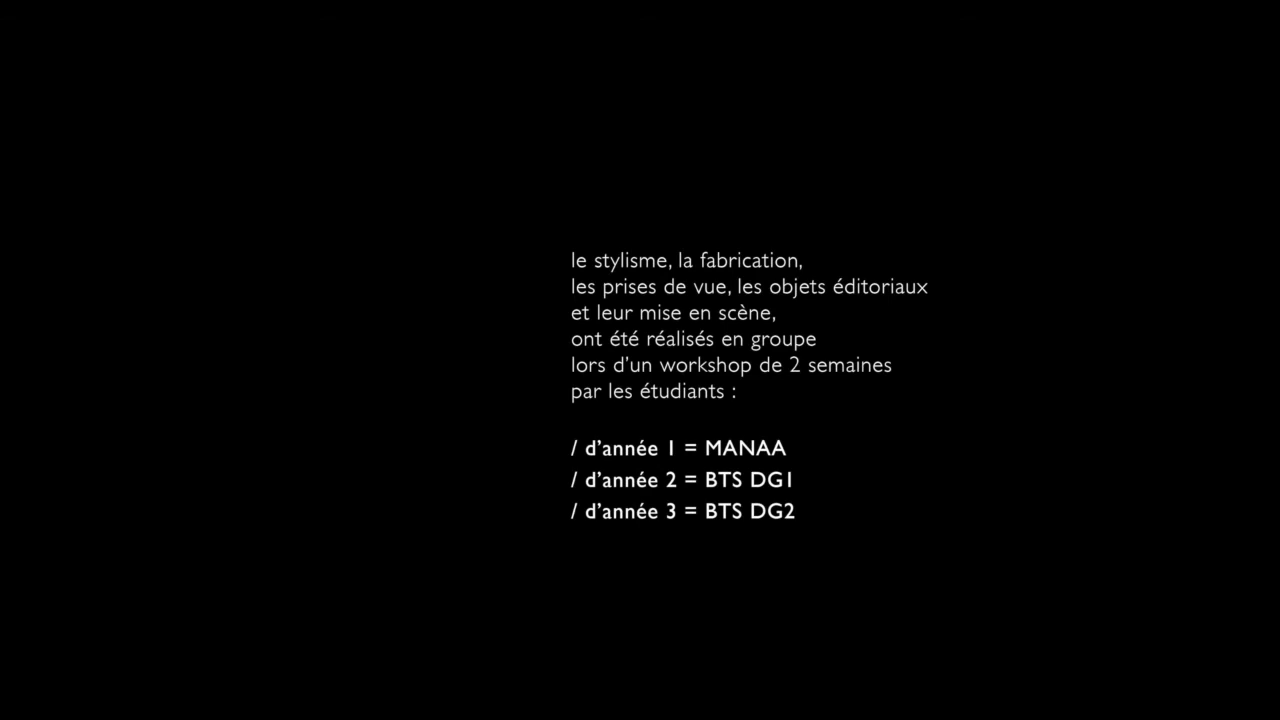 le stylisme, la fabrication,
les prises de vue, les objets éditoriaux
et leur mise en scène,
ont été réalisés en groupe
lors d'un workshop de 2 semaines
par les étudiants :
/ d'année 1 = MANAA
/ d'année 2 = BTS DG1
/ d'année 3 = BTS DG2